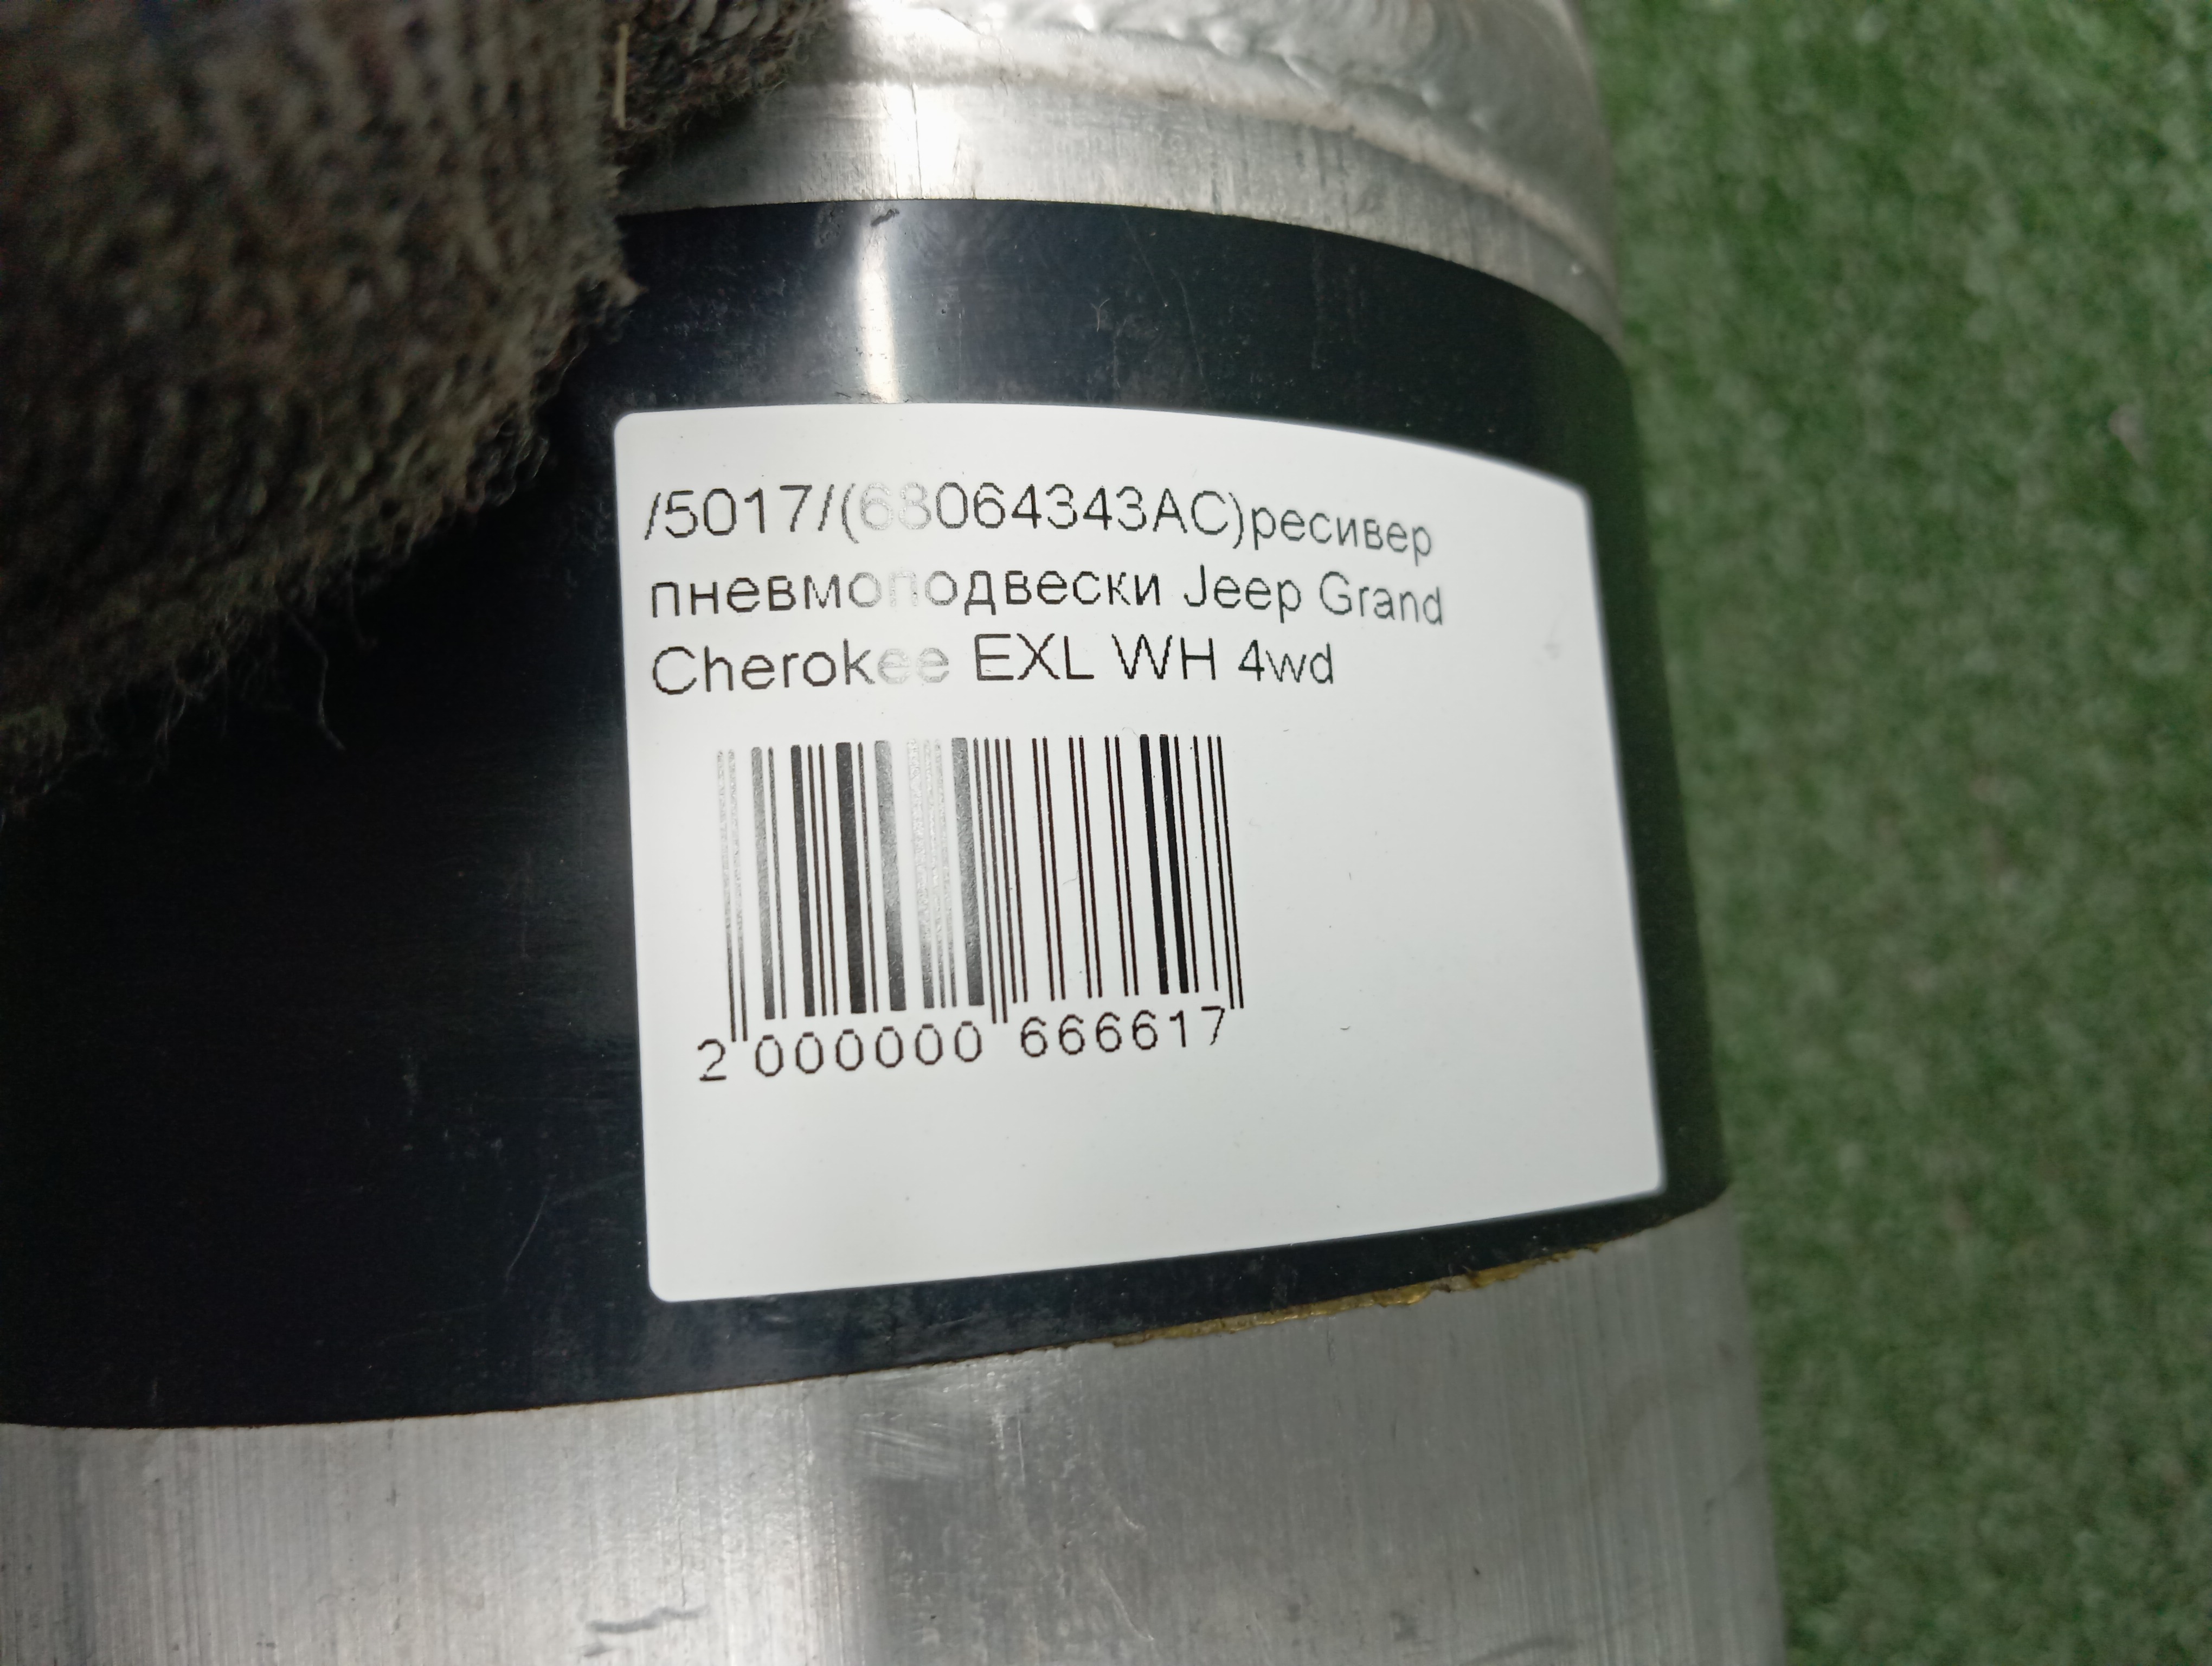 /5017/(68064343AC)ресивер
пневмоподвески Jeep Grand
Cherokee EXL WH 4wd
2 000000 666617